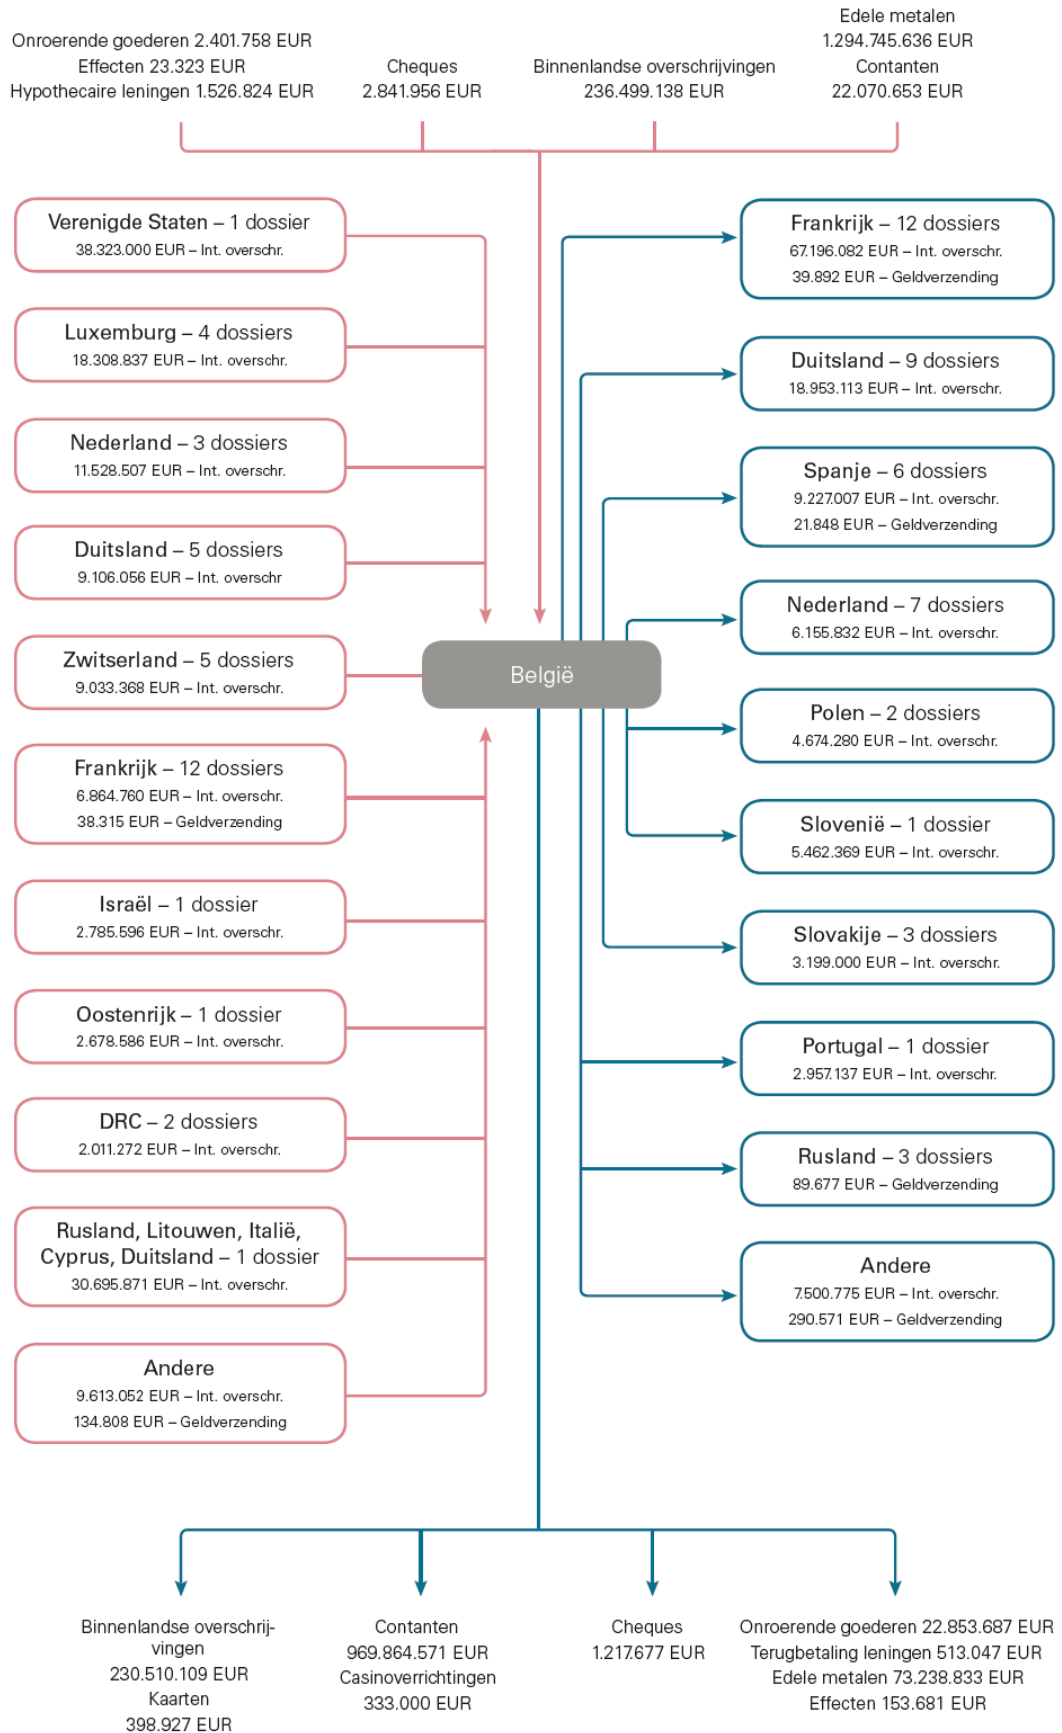 Onroerende goederen 2.401.758 EUR
Effecten 23.323 EUR
Hypothecaire leningen 1.526.824 EUR
Cheques
2.841.956 EUR
Binnenlandse overschrijvingen
236.499.138 EUR
Edele metalen
1.294.745.636 EUR
Contanten
22.070.653 EUR
Verenigde Staten – 1 dossier
38.323.000 EUR – Int. overschr.
Luxemburg – 4 dossiers
18.308.837 EUR – Int. overschr.
Nederland – 3 dossiers
11.528.507 EUR – Int. overschr.
Duitsland – 5 dossiers
9.106.056 EUR – Int. overschr
Zwitserland – 5 dossiers
9.033.368 EUR – Int. overschr.
Frankrijk – 12 dossiers
6.864.760 EUR – Int. overschr.
38.315 EUR – Geldverzending
Israël – 1 dossier
2.785.596 EUR – Int. overschr.
Oostenrijk – 1 dossier
2.678.586 EUR – Int. overschr.
DRC – 2 dossiers
2.011.272 EUR – Int. overschr.
Rusland, Litouwen, Italië,
Cyprus, Duitsland – 1 dossier
30.695.871 EUR – Int. overschr.
Andere
9.613.052 EUR – Int. overschr.
134.808 EUR – Geldverzending
België
Frankrijk – 12 dossiers
67.196.082 EUR – Int. overschr.
39.892 EUR – Geldverzending
Duitsland – 9 dossiers
18.953.113 EUR – Int. overschr.
Spanje – 6 dossiers
9.227.007 EUR – Int. overschr.
21.848 EUR – Geldverzending
Nederland – 7 dossiers
6.155.832 EUR – Int. overschr.
Polen – 2 dossiers
4.674.280 EUR – Int. overschr.
Slovenië – 1 dossier
5.462.369 EUR – Int. overschr.
Slovakije – 3 dossiers
3.199.000 EUR – Int. overschr.
Portugal – 1 dossier
2.957.137 EUR – Int. overschr.
Rusland – 3 dossiers
89.677 EUR – Geldverzending
Andere
7.500.775 EUR – Int. overschr.
290.571 EUR – Geldverzending
Binnenlandse overschrij-
vingen
230.510.109 EUR
Kaarten
398.927 EUR
Contanten
969.864.571 EUR
Casinoverrichtingen
333.000 EUR
Cheques
1.217.677 EUR
Onroerende goederen 22.853.687 EUR
Terugbetaling leningen 513.047 EUR
Edele metalen 73.238.833 EUR
Effecten 153.681 EUR